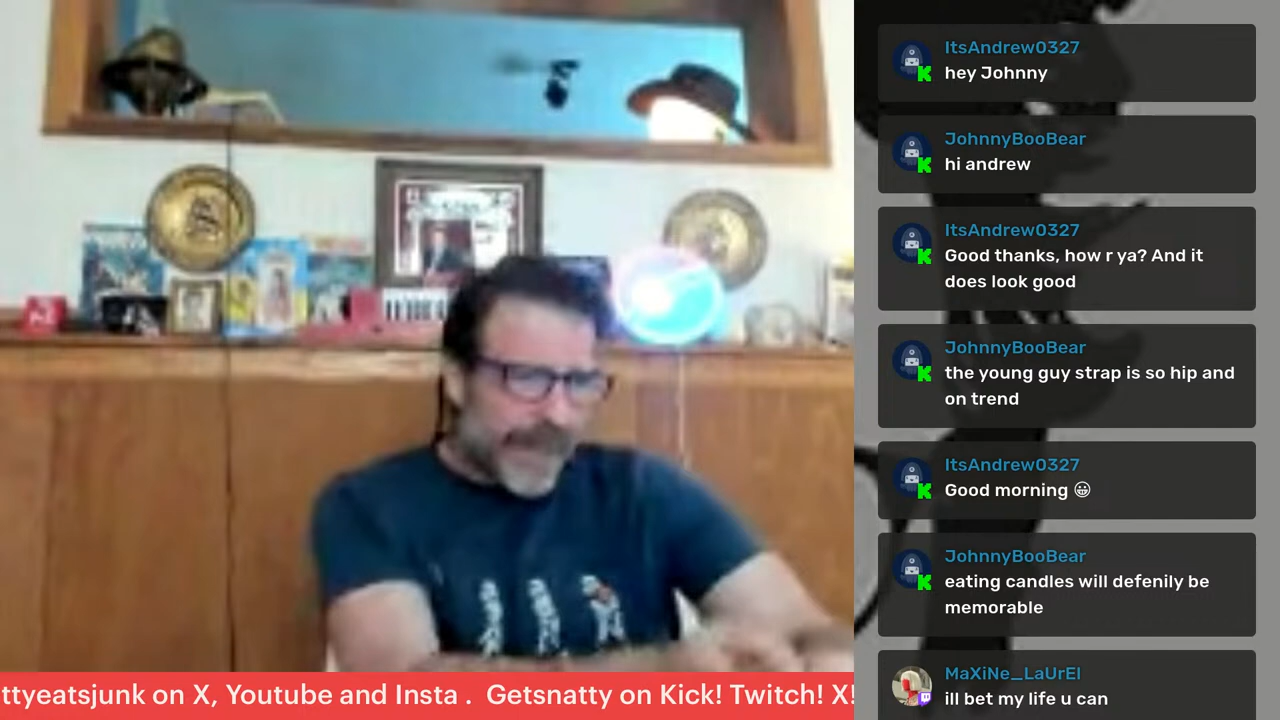 ItsAndrew0327
hey Johnny
JohnnyBooBear
hi andrew
ItsAndrew0327
Good thanks, how r ya? And it
does look good
JohnnyBooBear
the young guy strap is so hip and
on trend
ItsAndrew0327
Good morning 😀
JohnnyBooBear
eating candles will defenily be
memorable
MaXiNe_LaUrEl
ill bet my life u can
ttyeatsjunk on X, Youtube and Insta . Getsnatty on Kick! Twitch! X!